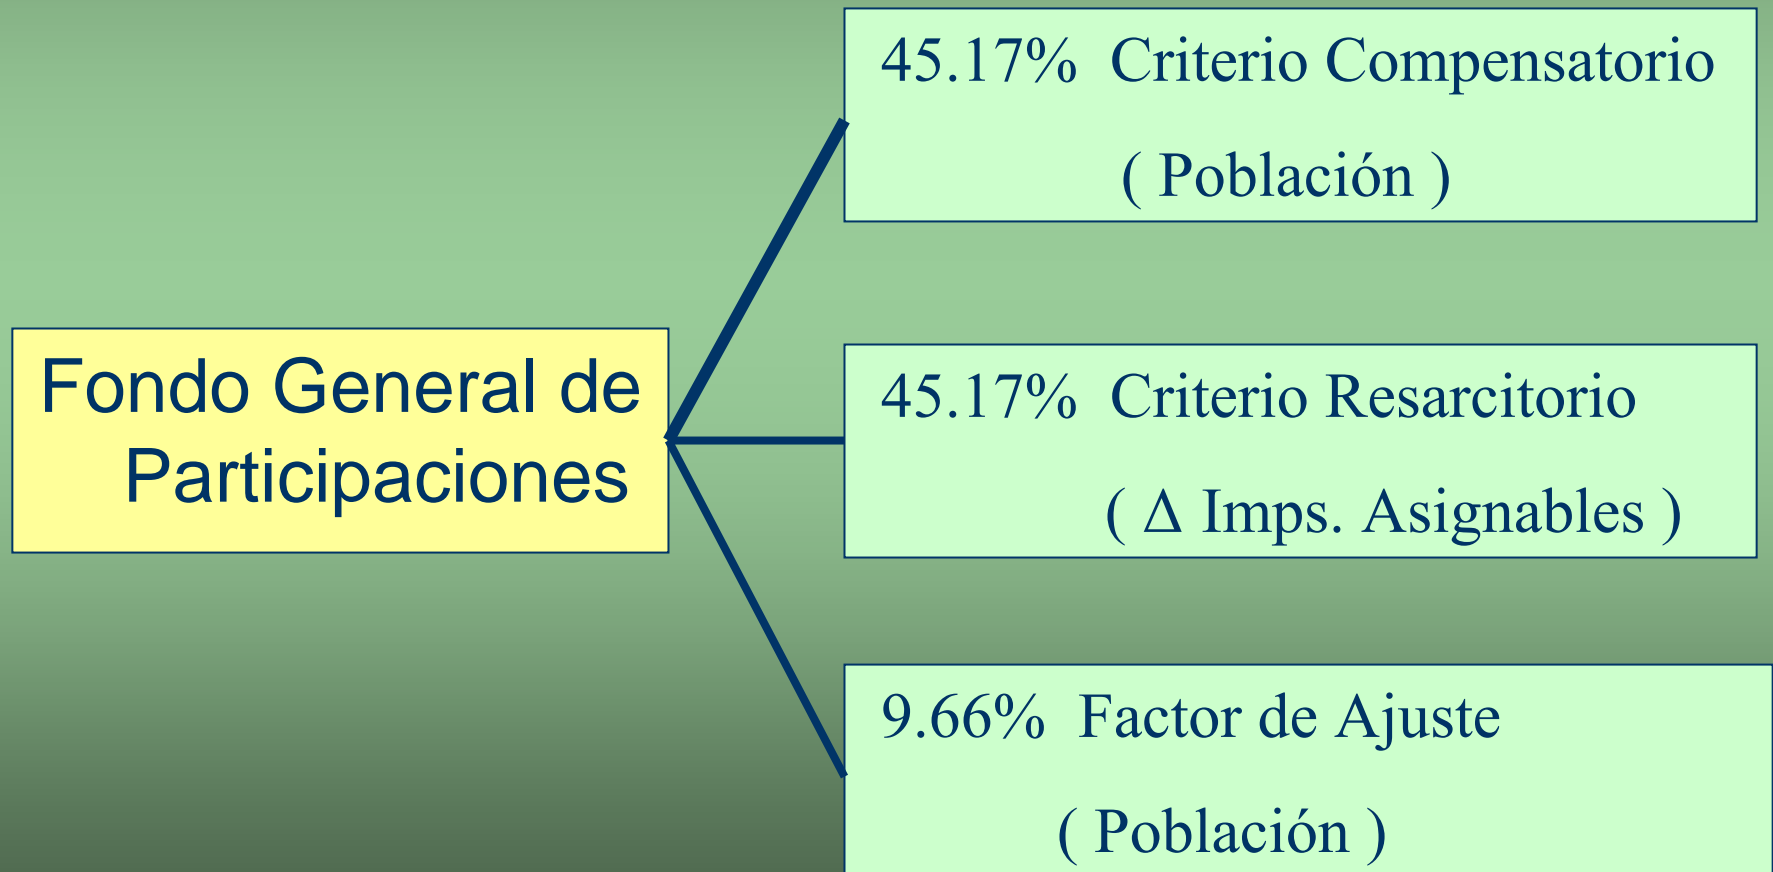 Fondo General de
Participaciones
45.17% Criterio Compensatorio
( Población )
45.17% Criterio Resarcitorio
( Δ Imps. Asignables )
9.66% Factor de Ajuste
( Población )